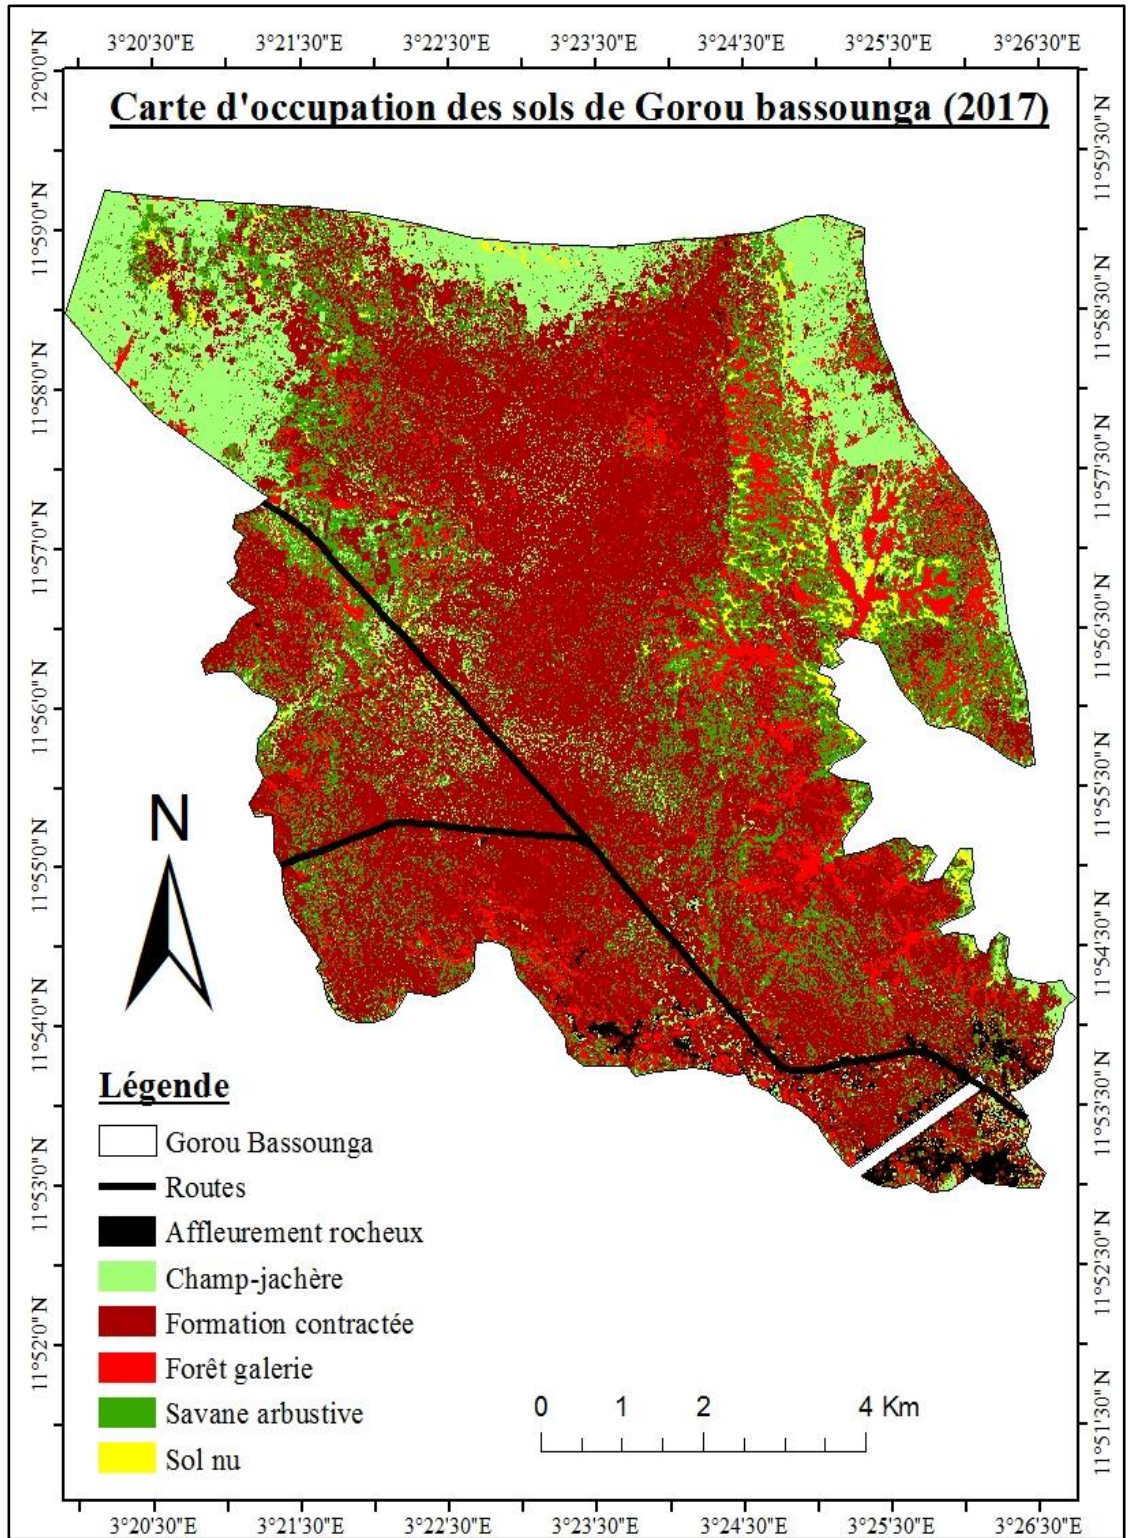 3°20'30"E 3°21'30"E 3°22'30"E 3°23'30"E 3°24'30"E 3°25'30"E 3°26'30"E
Carte d'occupation des sols de Gorou bassounga (2017)
12°0'0"N
11°59'0"N
11°58'0"N
11°57'0"N
11°56'0"N
11°55'0"N
11°54'0"N
11°53'0"N
11°52'0"N
11°59'30"N
11°58'30"N
11°57'30"N
11°56'30"N
11°55'30"N
11°54'30"N
11°53'30"N
11°52'30"N
11°51'30"N
N
Légende
Gorou Bassounga
Routes
Affleurement rocheux
Champ-jachère
Formation contractée
Forêt galerie
Savane arbustive
Sol nu
0 1 2 4 Km
3°20'30"E 3°21'30"E 3°22'30"E 3°23'30"E 3°24'30"E 3°25'30"E 3°26'30"E